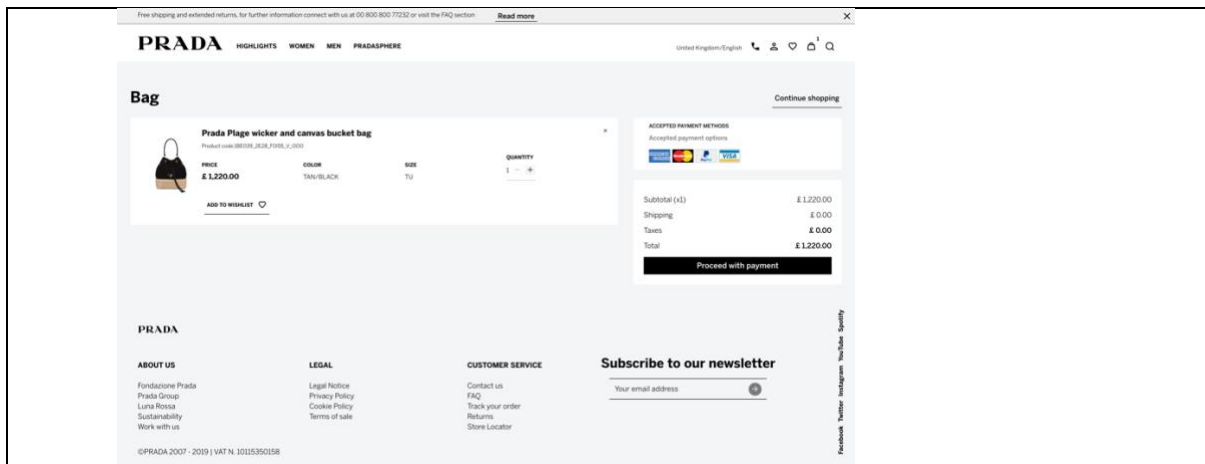 Free shipping and extended returns, for further information connect with us at 00 800 800 77232 or visit the FAQ section Read more
PRADA HIGHLIGHTS WOMEN MEN PRADASPHERE United Kingdom/English 1
Bag
Continue shopping
Prada Plage wicker and canvas bucket bag
PRICE COLOR SIZE QUANTITY
£ 1,220.00 TAN/BLACK TU 1 - +
ADD TO WISHLIST
ACCEPTED PAYMENT METHODS
Accepted payment options
PayPal VISA
Subtotal (x1) £ 1,220.00
Shipping £ 0.00
Taxes £ 0.00
Total £ 1,220.00
Proceed with payment
PRADA
ABOUT US
Fondazione Prada
Prada Group
Luna Rossa
Sustainability
Work with us
LEGAL
Legal Notice
Privacy Policy
Cookie Policy
Terms of sale
CUSTOMER SERVICE
Contact us
FAQ
Track your order
Returns
Store Locator
Subscribe to our newsletter
Your email address
Facebook Twitter Instagram YouTube Spotify
©PRADA 2007 - 2019 | VAT N. 10115350158